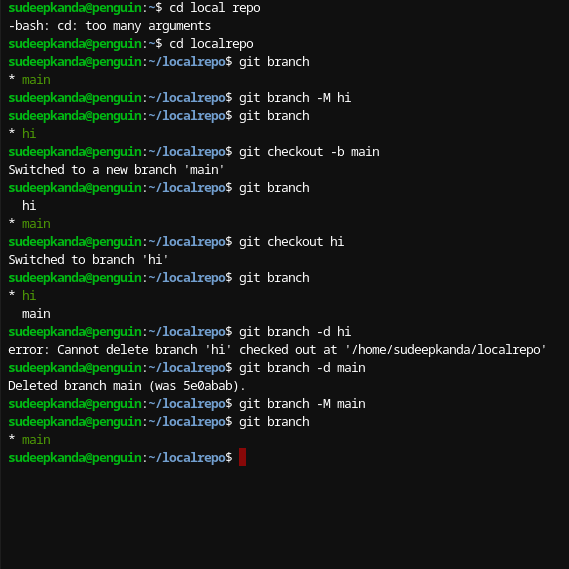 sudeepkanda@penguin:~$ cd local repo
-bash: cd: too many arguments
sudeepkanda@penguin:~$ cd localrepo
sudeepkanda@penguin:~/localrepo$ git branch
* main
sudeepkanda@penguin:~/localrepo$ git branch -M hi
sudeepkanda@penguin:~/localrepo$ git branch
* hi
sudeepkanda@penguin:~/localrepo$ git checkout -b main
Switched to a new branch 'main'
sudeepkanda@penguin:~/localrepo$ git branch
  hi
* main
sudeepkanda@penguin:~/localrepo$ git checkout hi
Switched to branch 'hi'
sudeepkanda@penguin:~/localrepo$ git branch
* hi
  main
sudeepkanda@penguin:~/localrepo$ git branch -d hi
error: Cannot delete branch 'hi' checked out at '/home/sudeepkanda/localrepo'
sudeepkanda@penguin:~/localrepo$ git branch -d main
Deleted branch main (was 5e0abab).
sudeepkanda@penguin:~/localrepo$ git branch -M main
sudeepkanda@penguin:~/localrepo$ git branch
* main
sudeepkanda@penguin:~/localrepo$